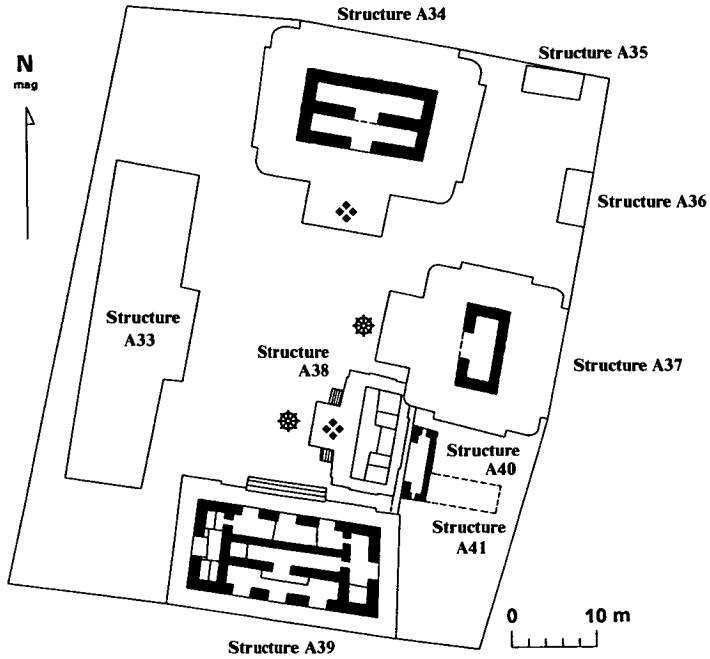 Structure A34
Structure A35
N
mag
Structure A36
Structure
A33
Structure
A38
Structure A37
Structure
A40
Structure
A41
0 10 m
Structure A39